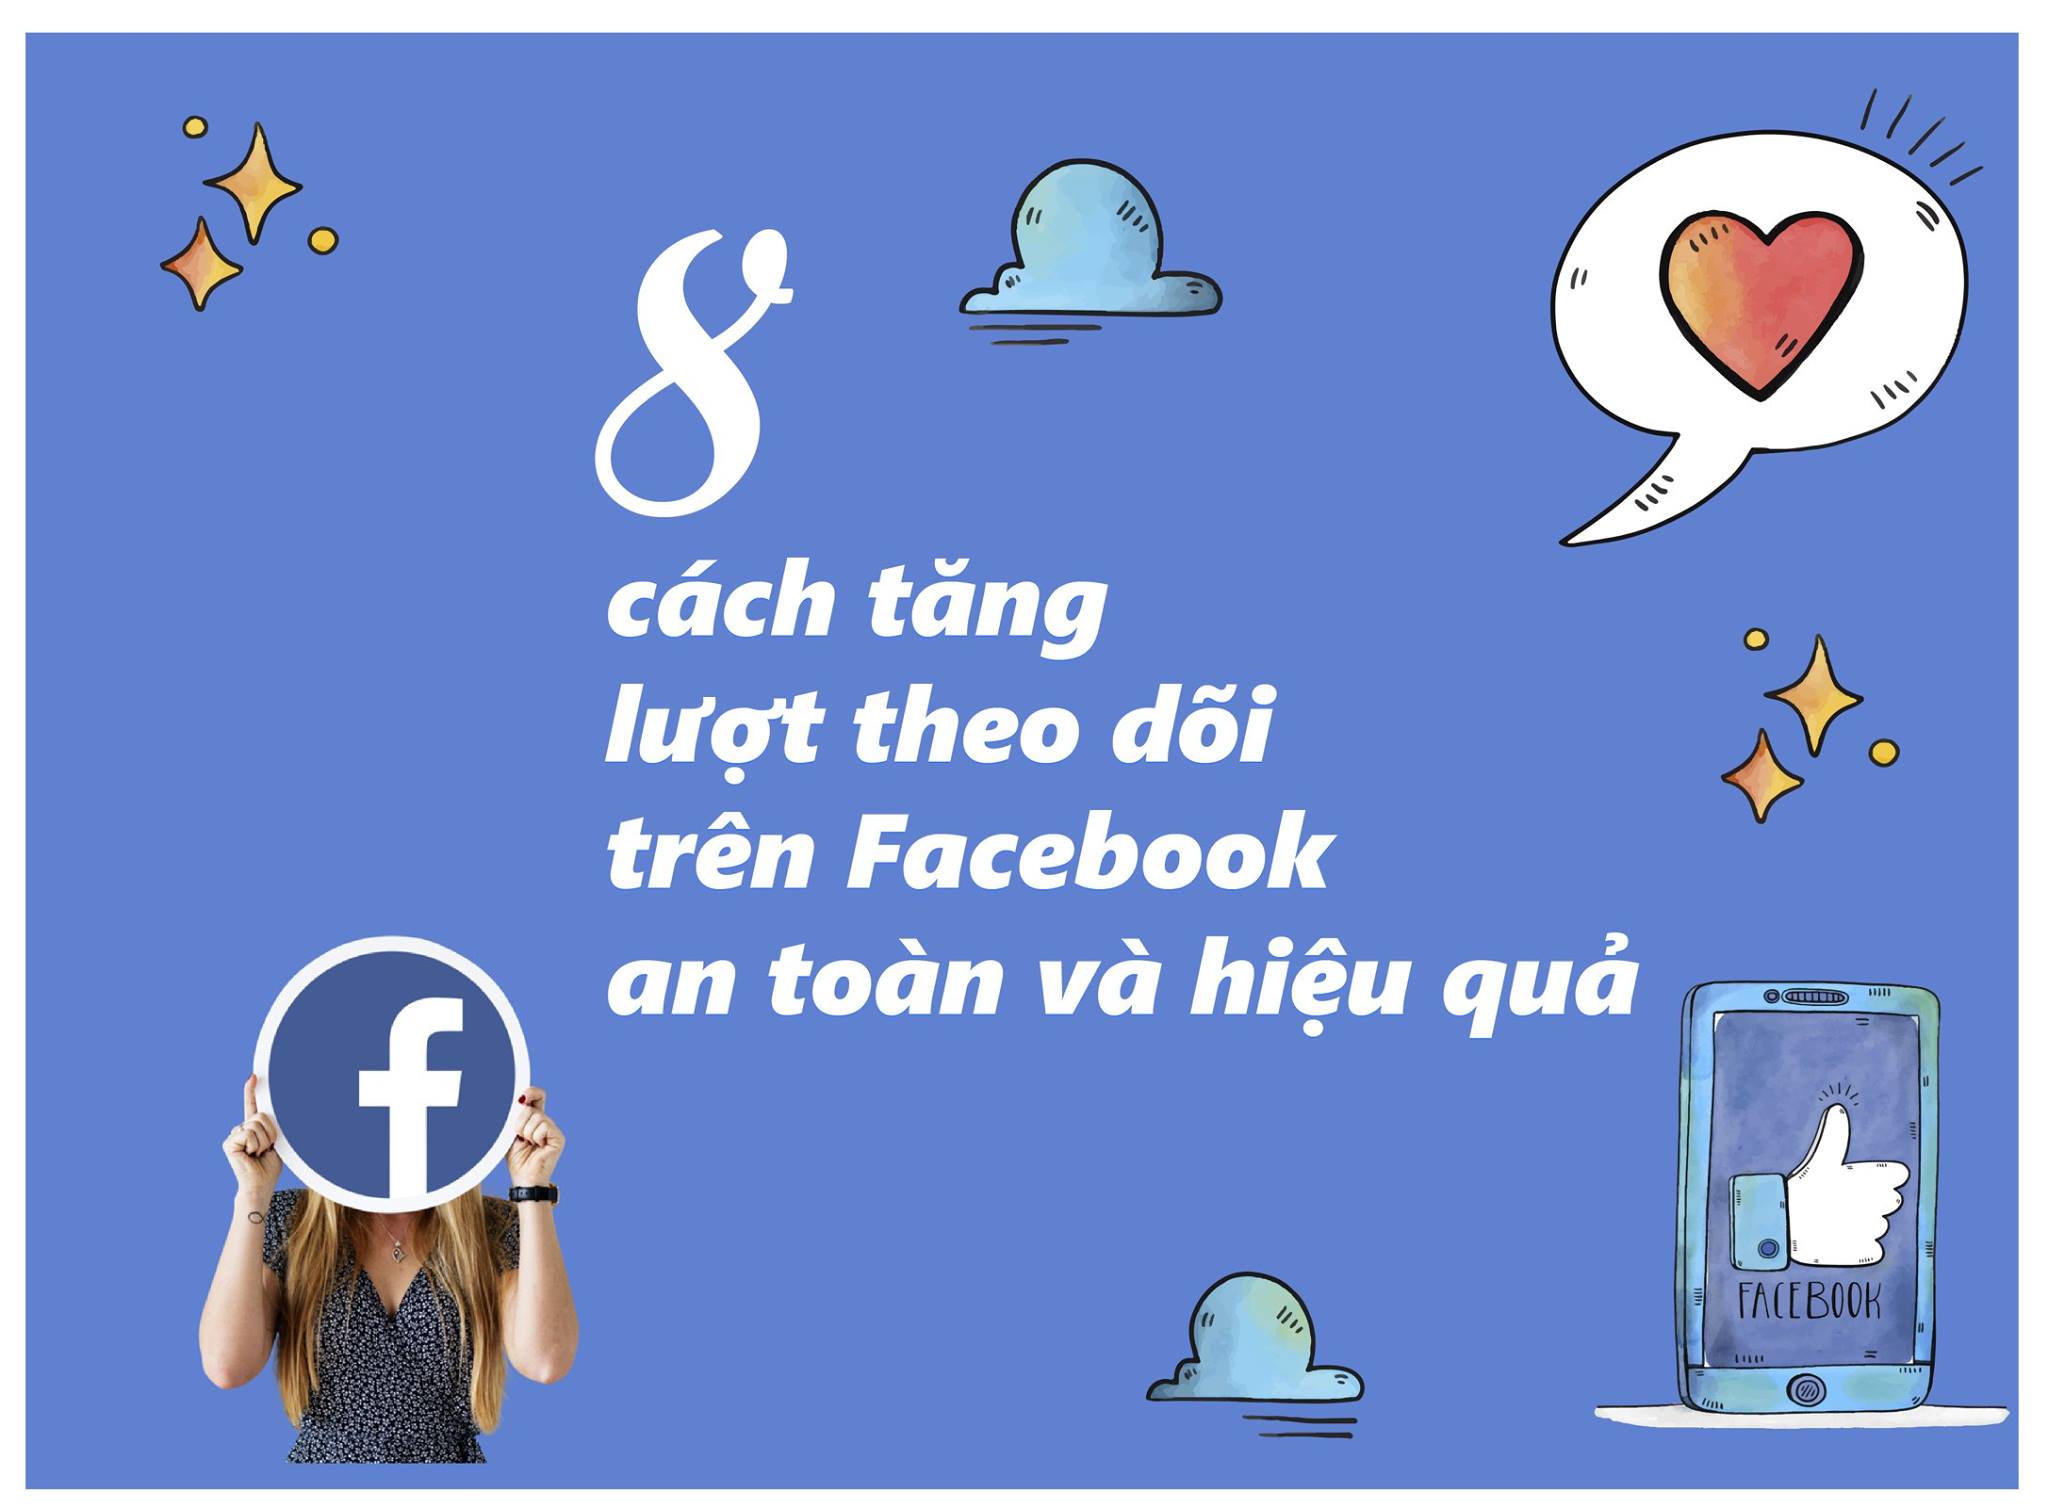 8
cách tăng
lượt theo dõi
trên Facebook
an toàn và hiệu quả
f
FACEBOOK